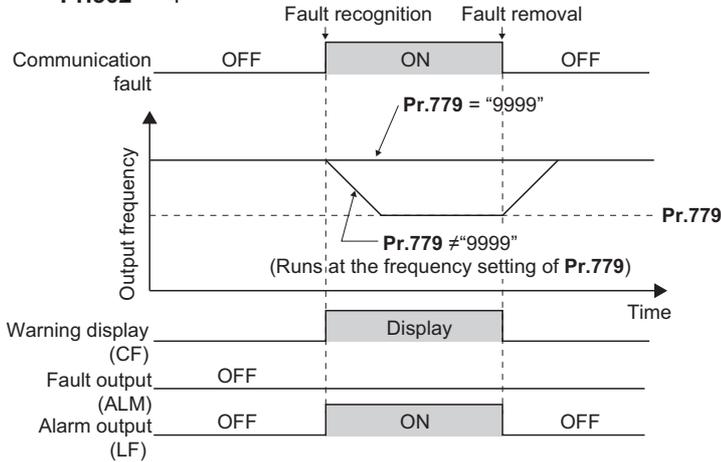 Fault recognition Fault removal
Communication fault
OFF ON OFF
Pr.779 = “9999”
Output frequency
Pr.779
Pr.779 ≠“9999”
(Runs at the frequency setting of Pr.779)
Time
Warning display (CF)
Display
Fault output (ALM)
OFF
Alarm output (LF)
OFF ON OFF